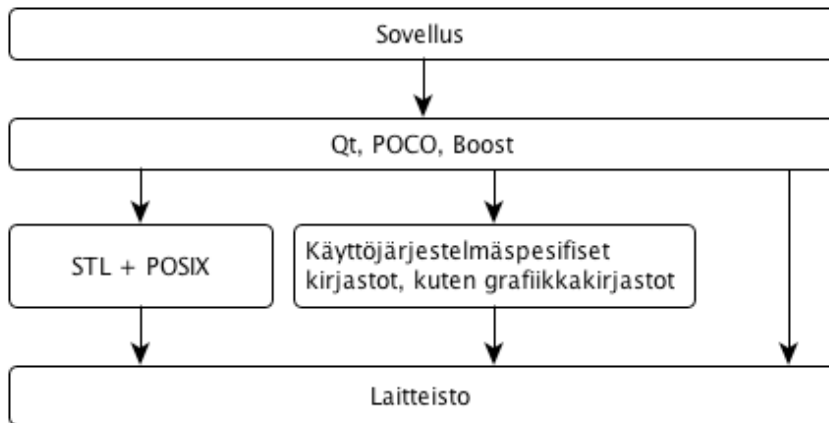 Sovellus
Qt, POCO, Boost
STL + POSIX
Käyttöjärjestelmäspesifiset
kirjastot, kuten grafiikkakirjastot
Laitteisto